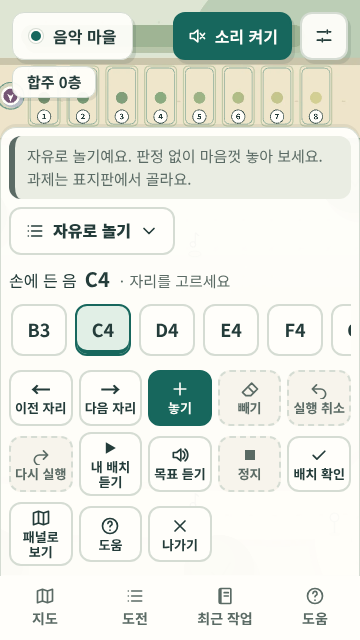 음악 마을
소리 켜기
합주 0층
1 2 3 4 5 6 7 8
자유로 놀기예요. 판정 없이 마음껏 놓아 보세요.
과제는 표지판에서 골라요.
자유로 놀기
손에 든 음 C4 · 자리를 고르세요
B3 C4 D4 E4 F4
이전 자리 다음 자리 놓기 빼기 실행 취소
다시 실행 내 배치 듣기 목표 듣기 정지 배치 확인
패널로 보기 도움 나가기
지도 도전 최근 작업 도움